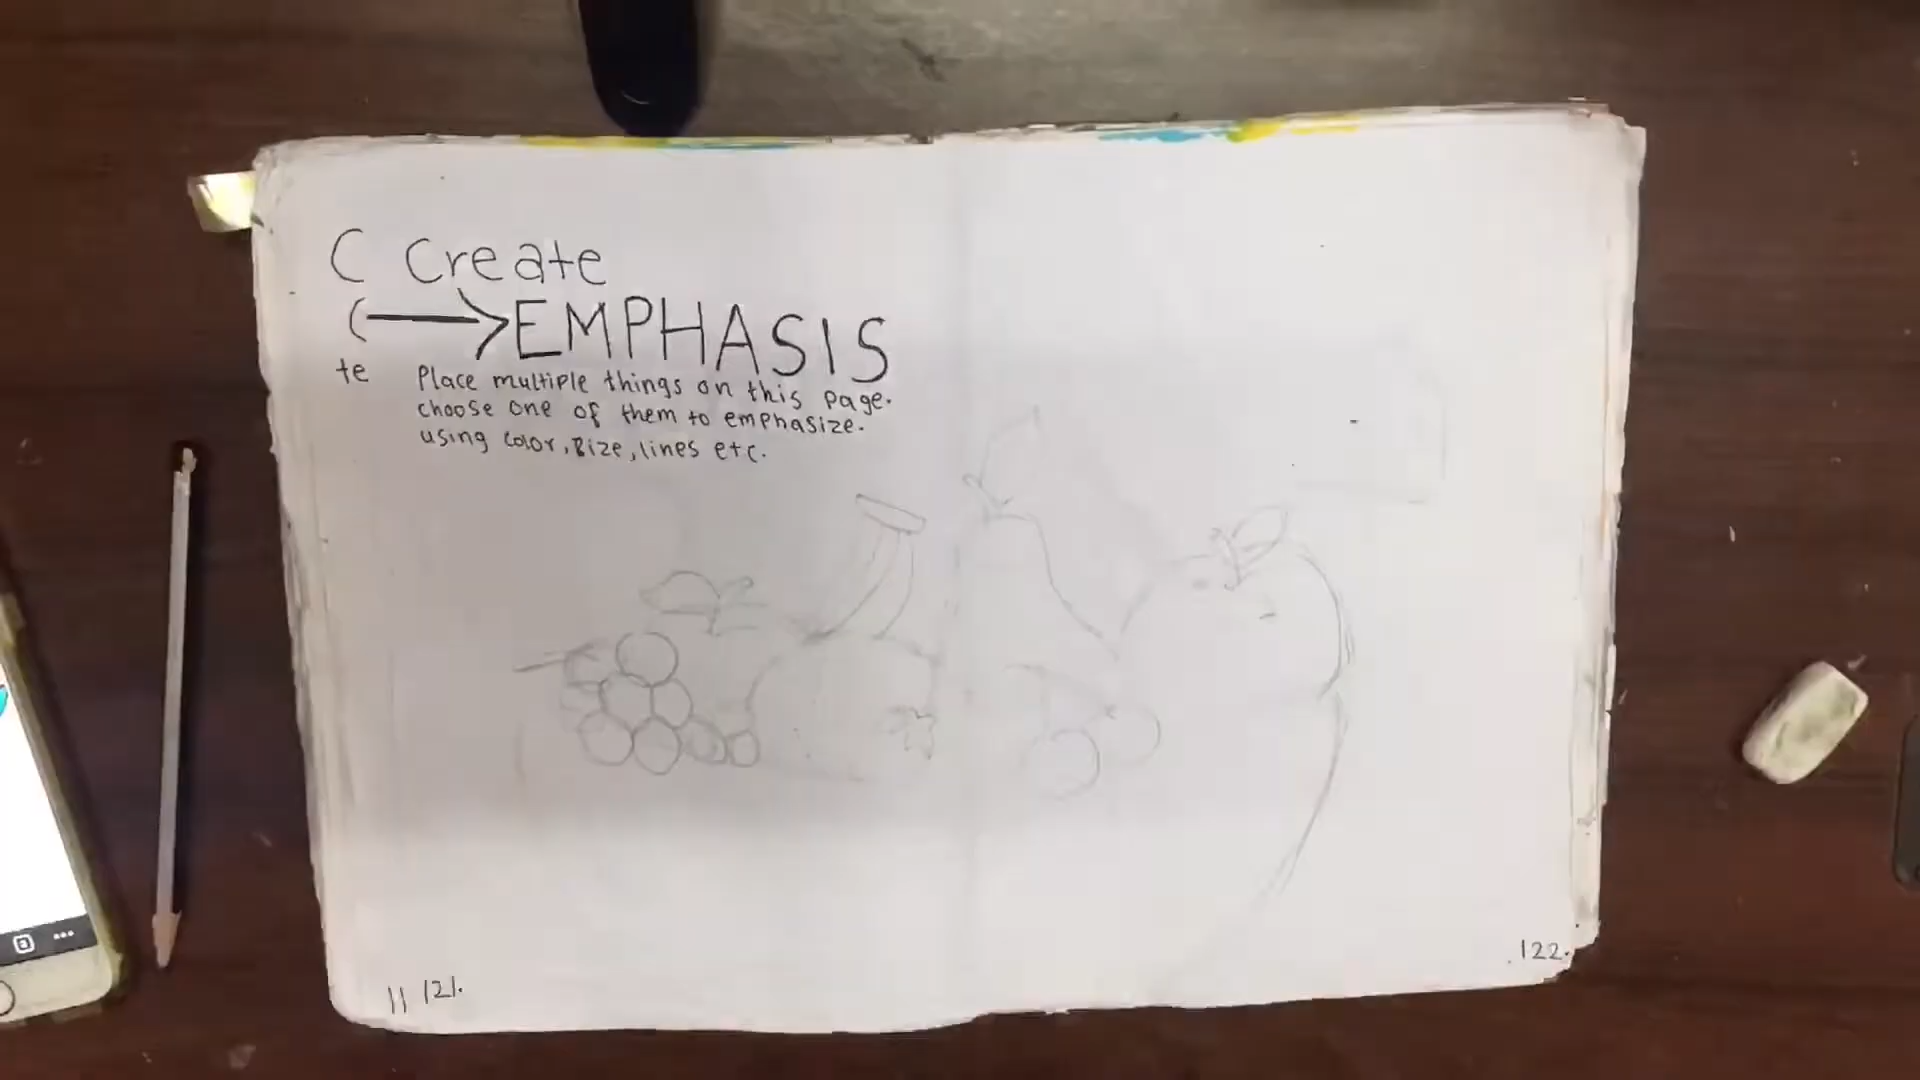 C Create
( → EMPHASIS
te Place multiple things on this page.
choose one of them to emphasize.
using color, size, lines etc.
11 121.
122.